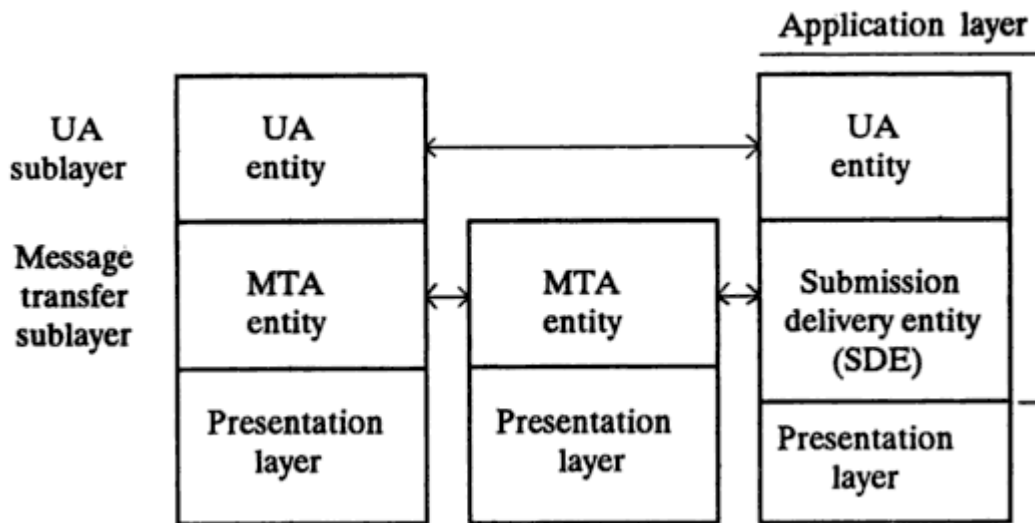 Application layer
UA
sublayer
UA
entity
UA
entity
Message
transfer
sublayer
MTA
entity
MTA
entity
Submission
delivery entity
(SDE)
Presentation
layer
Presentation
layer
Presentation
layer